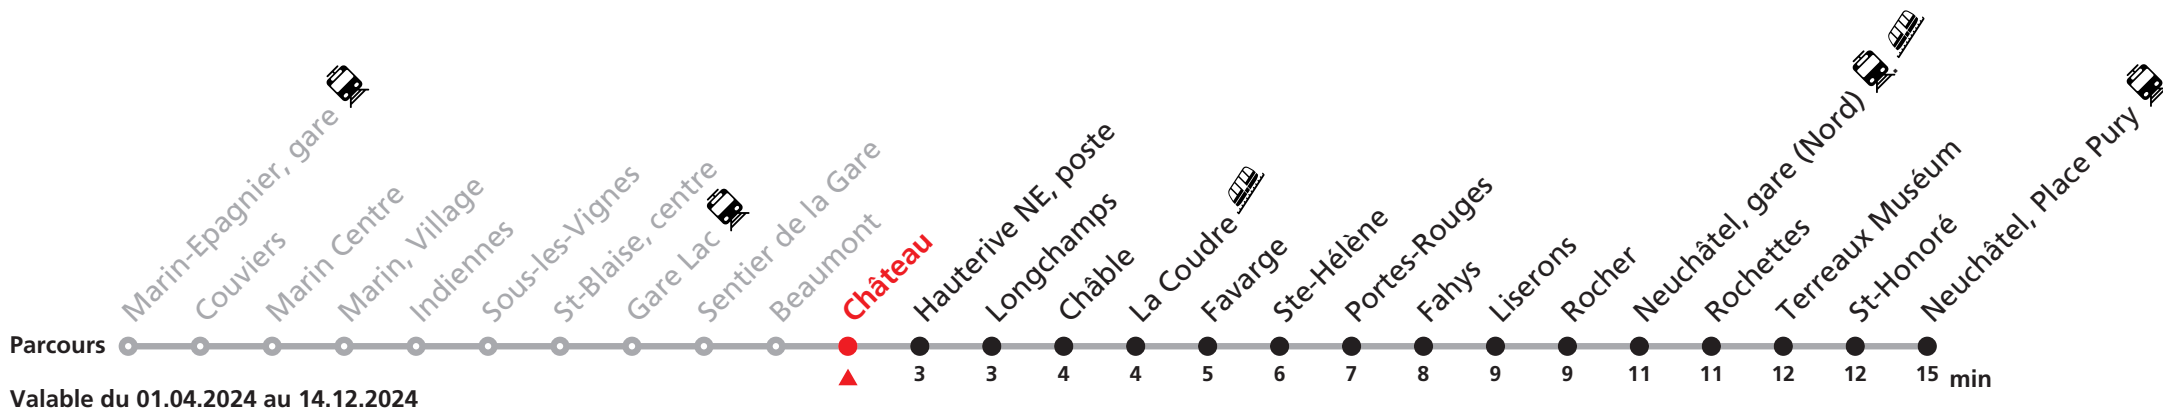 Marin-Epagnier, gare
Couviers
Marin Centre
Marin, Village
Indiennes
Sous-les-Vignes
St-Blaise, centre
Gare Lac
Sentier de la Gare
Beaumont
Château
Hauterive NE, poste
Longchamps
Châble
La Coudre
Favarge
Ste-Hélène
Portes-Rouges
Fahys
Liserons
Rocher
Neuchâtel, gare (Nord)
Rochettes
Terreaux Muséum
St-Honoré
Neuchâtel, Place Pury
Parcours
3 3 4 4 5 6 7 8 9 9 11 11 12 12 15 min
Valable du 01.04.2024 au 14.12.2024